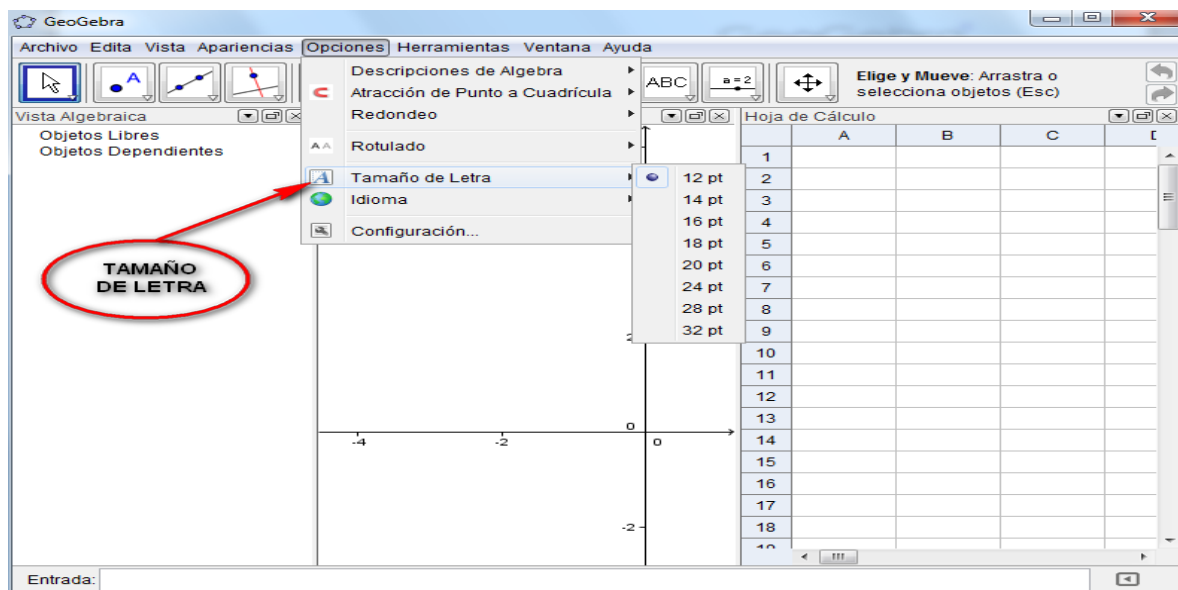 GeoGebra
Archivo Edita Vista Apariencias Opciones Herramientas Ventana Ayuda
A
ABC
a=2
Elige y Mueve: Arrastra o
selecciona objetos (Esc)
Descripciones de Algebra
Atracción de Punto a Cuadrícula
Redondeo
AA Rotulado
A Tamaño de Letra
Idioma
Configuración...
12 pt
14 pt
16 pt
18 pt
20 pt
24 pt
28 pt
32 pt
Vista Algebraica
Objetos Libres
Objetos Dependientes
TAMAÑO
DE LETRA
2
0
-4 -2 0
-2
Hoja de Cálculo
A B C
1
2
3
4
5
6
7
8
9
10
11
12
13
14
15
16
17
18
Entrada: